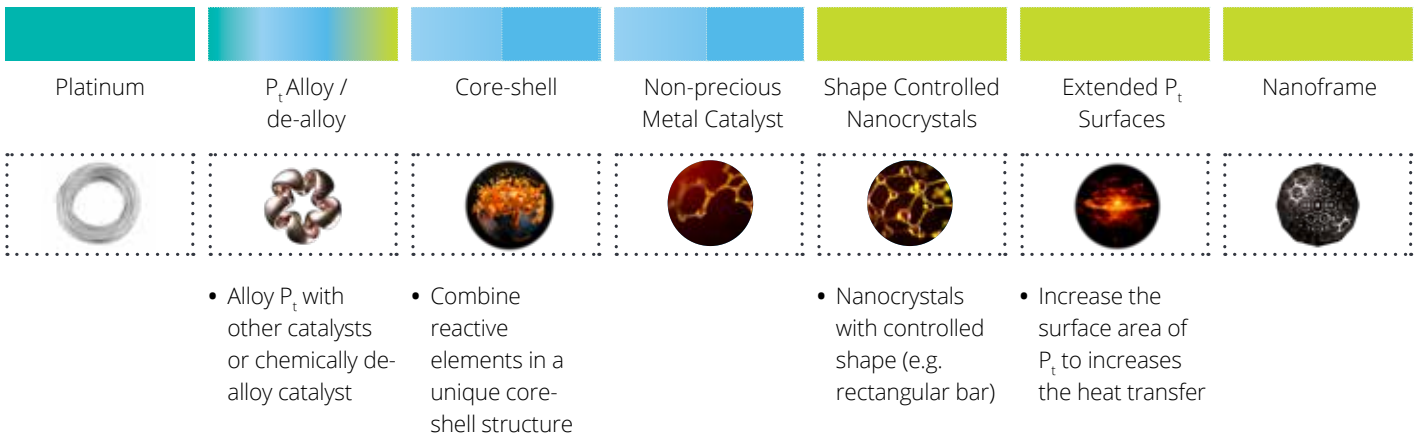 Platinum
Pt Alloy /
de-alloy
Core-shell
Non-precious
Metal Catalyst
Shape Controlled
Nanocrystals
Extended Pt
Surfaces
Nanoframe
• Alloy Pt with
other catalysts
or chemically de-
alloy catalyst
• Combine
reactive
elements in a
unique core-
shell structure
• Nanocrystals
with controlled
shape (e.g.
rectangular bar)
• Increase the
surface area of
Pt to increases
the heat transfer